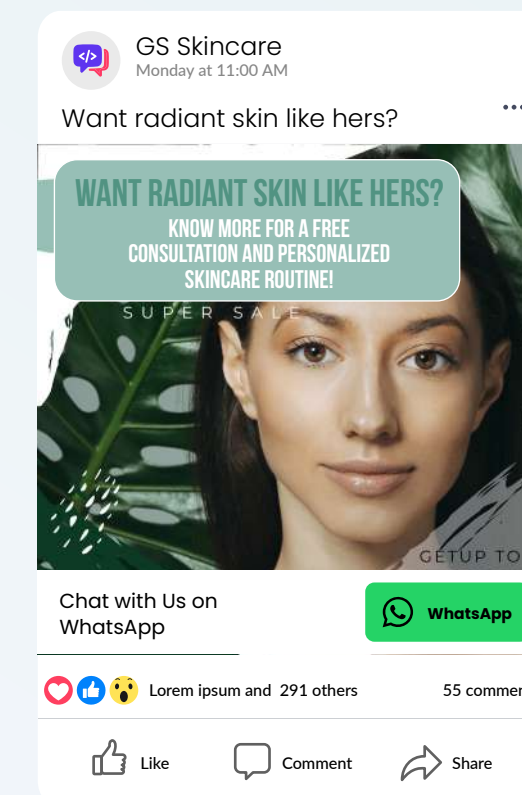 GS Skincare
Monday at 11:00 AM
Want radiant skin like hers?
WANT RADIANT SKIN LIKE HERS?
KNOW MORE FOR A FREE
CONSULTATION AND PERSONALIZED
SKINCARE ROUTINE!
SUPER SALE
GETUP TO
Chat with Us on
WhatsApp
WhatsApp
Lorem ipsum and 291 others
55 commen
Like
Comment
Share